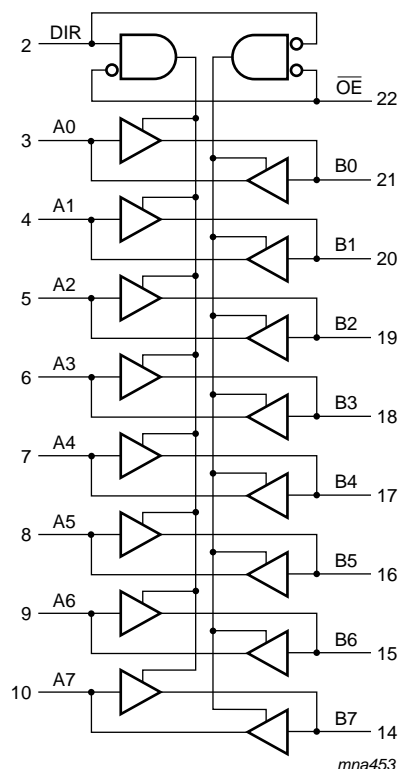 2 DIR
O̅E̅ 22
3 A0
B0 21
4 A1
B1 20
5 A2
B2 19
6 A3
B3 18
7 A4
B4 17
8 A5
B5 16
9 A6
B6 15
10 A7
B7 14
mna453